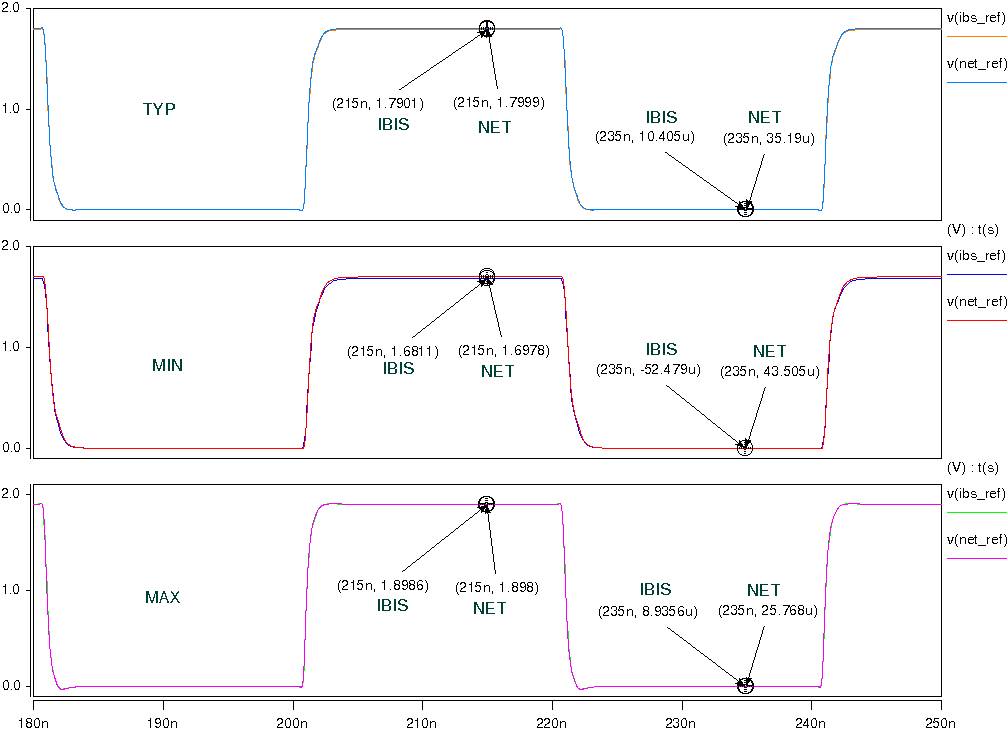 2.0
1.0
0.0
TYP
(215n, 1.7901)
IBIS
(215n, 1.7999)
NET
IBIS
(235n, 10.405u)
NET
(235n, 35.19u)
v(ibs_ref)
v(net_ref)
(V) : t(s)
2.0
1.0
0.0
MIN
(215n, 1.6811)
IBIS
(215n, 1.6978)
NET
IBIS
(235n, -52.479u)
NET
(235n, 43.505u)
v(ibs_ref)
v(net_ref)
(V) : t(s)
2.0
1.0
0.0
MAX
(215n, 1.8986)
IBIS
(215n, 1.898)
NET
IBIS
(235n, 8.9356u)
NET
(235n, 25.768u)
v(ibs_ref)
v(net_ref)
180n 190n 200n 210n 220n 230n 240n 250n